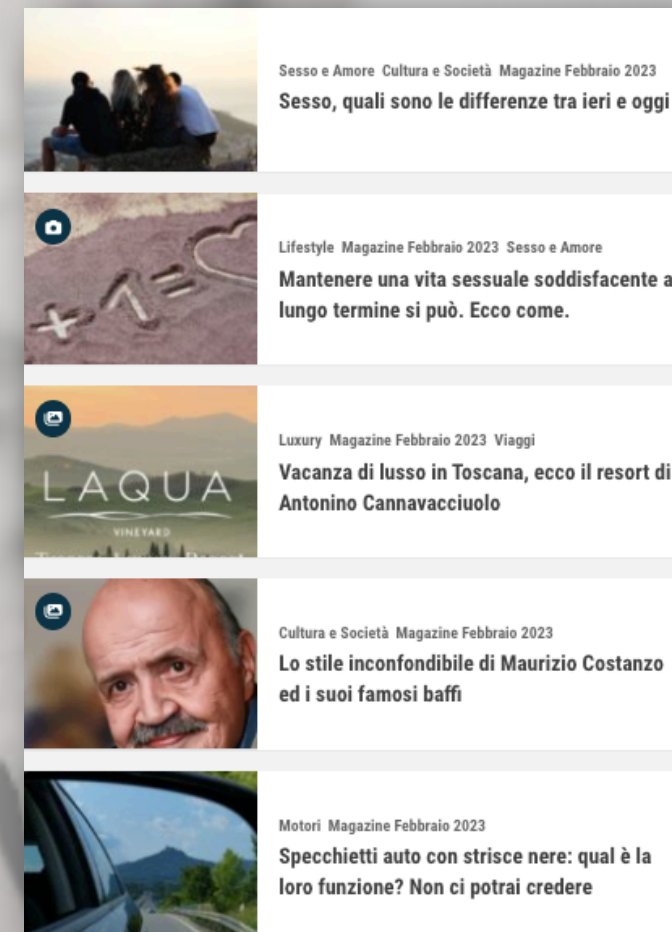 Sesso e Amore Cultura e Società Magazine Febbraio 2023
Sesso, quali sono le differenze tra ieri e oggi
+1=
Lifestyle Magazine Febbraio 2023 Sesso e Amore
Mantenere una vita sessuale soddisfacente a
lungo termine si può. Ecco come.
LAQUA
VINEYARD
Luxury Magazine Febbraio 2023 Viaggi
Vacanza di lusso in Toscana, ecco il resort di
Antonino Cannavacciuolo
Cultura e Società Magazine Febbraio 2023
Lo stile inconfondibile di Maurizio Costanzo
ed i suoi famosi baffi
Motori Magazine Febbraio 2023
Specchietti auto con strisce nere: qual è la
loro funzione? Non ci potrai credere